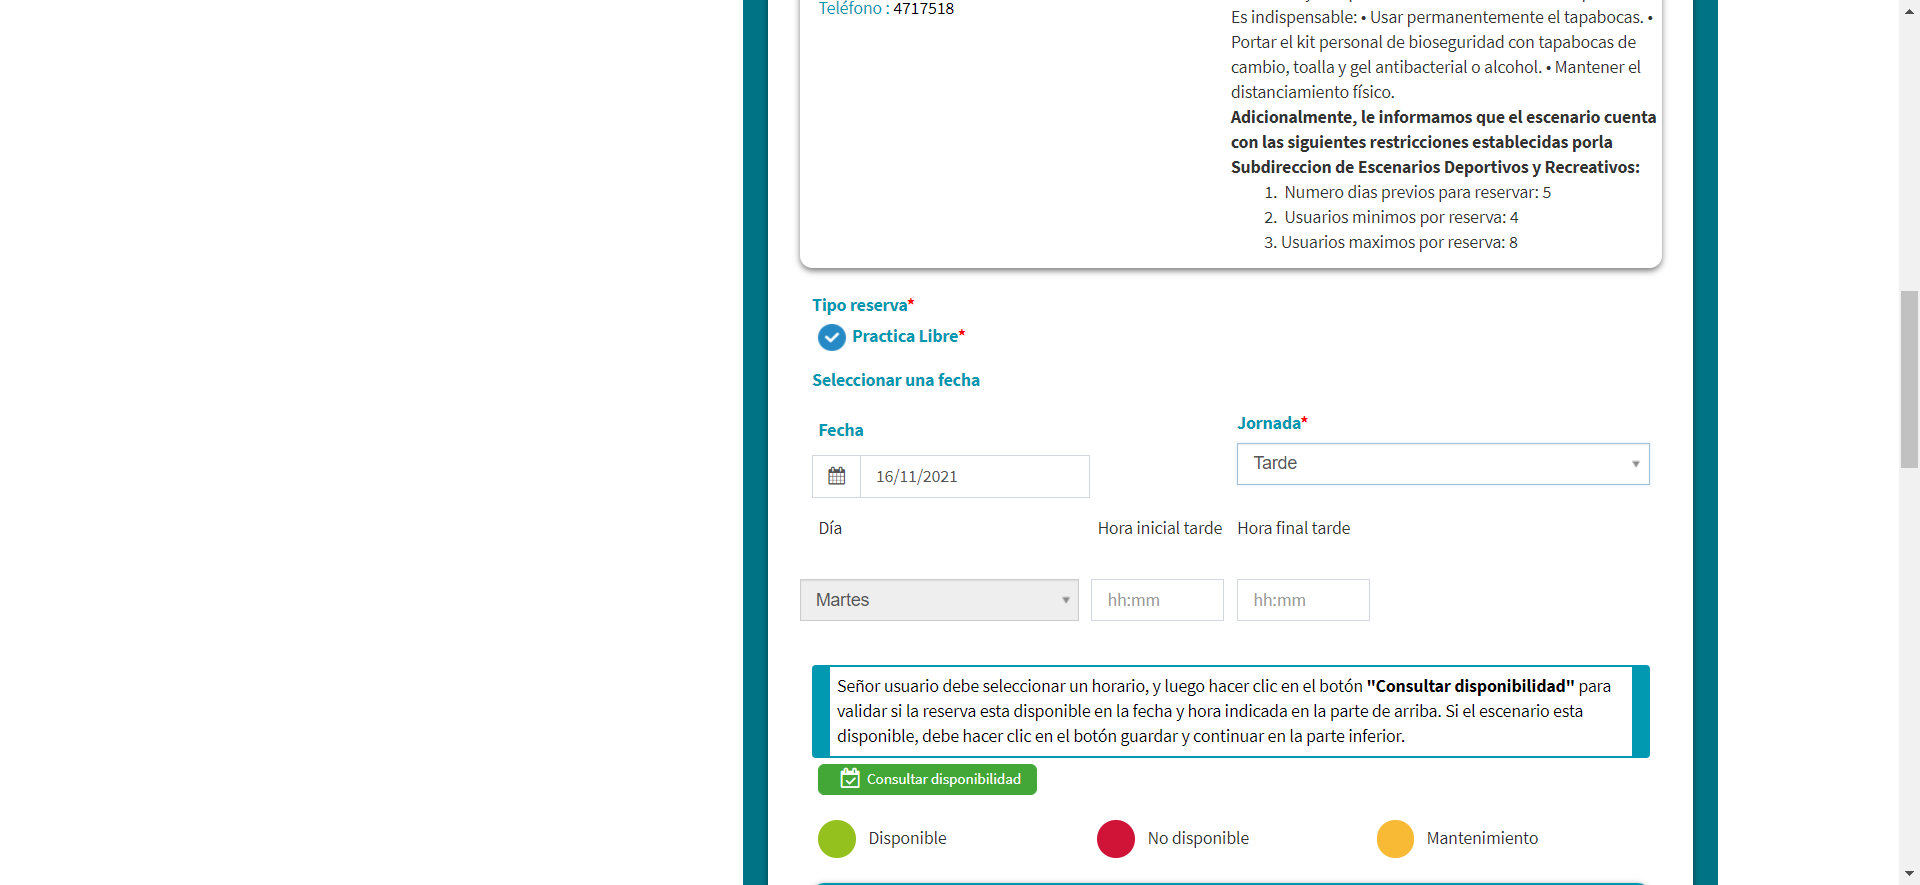 Teléfono : 4717518
Es indispensable: • Usar permanentemente el tapabocas. •
Portar el kit personal de bioseguridad con tapabocas de
cambio, toalla y gel antibacterial o alcohol. • Mantener el
distanciamiento físico.
Adicionalmente, le informamos que el escenario cuenta
con las siguientes restricciones establecidas porla
Subdireccion de Escenarios Deportivos y Recreativos:
1. Numero dias previos para reservar: 5
2. Usuarios minimos por reserva: 4
3. Usuarios maximos por reserva: 8
Tipo reserva*
Practica Libre*
Seleccionar una fecha
Fecha
Jornada*
16/11/2021
Tarde
Día
Hora inicial tarde
Hora final tarde
Martes
hh:mm
hh:mm
Señor usuario debe seleccionar un horario, y luego hacer clic en el botón "Consultar disponibilidad" para
validar si la reserva esta disponible en la fecha y hora indicada en la parte de arriba. Si el escenario esta
disponible, debe hacer clic en el botón guardar y continuar en la parte inferior.
Consultar disponibilidad
Disponible
No disponible
Mantenimiento